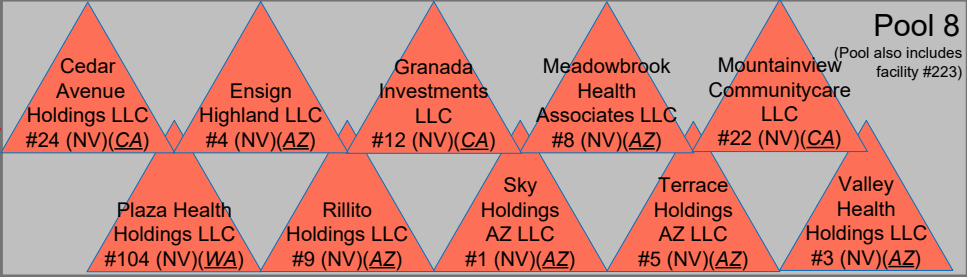 Pool 8
(Pool also includes
facility #223)
Cedar
Avenue
Holdings LLC
#24 (NV)(CA)
Ensign
Highland LLC
#4 (NV)(AZ)
Granada
Investments
LLC
#12 (NV)(CA)
Meadowbrook
Health
Associates LLC
#8 (NV)(AZ)
Mountainview
Communitycare
LLC
#22 (NV)(CA)
Plaza Health
Holdings LLC
#104 (NV)(WA)
Rillito
Holdings LLC
#9 (NV)(AZ)
Sky
Holdings
AZ LLC
#1 (NV)(AZ)
Terrace
Holdings
AZ LLC
#5 (NV)(AZ)
Valley
Health
Holdings LLC
#3 (NV)(AZ)